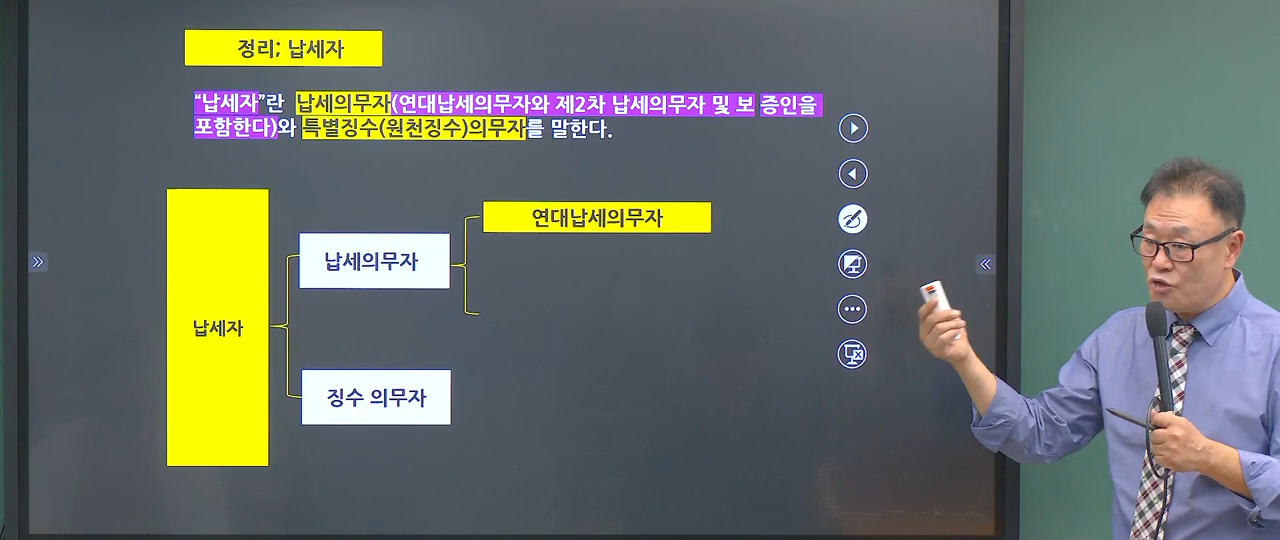 정리; 납세자
“납세자”란 납세의무자(연대납세의무자와 제2차 납세의무자 및 보 증인을
포함한다)와 특별징수(원천징수)의무자를 말한다.
연대납세의무자
납세의무자
납세자
징수 의무자